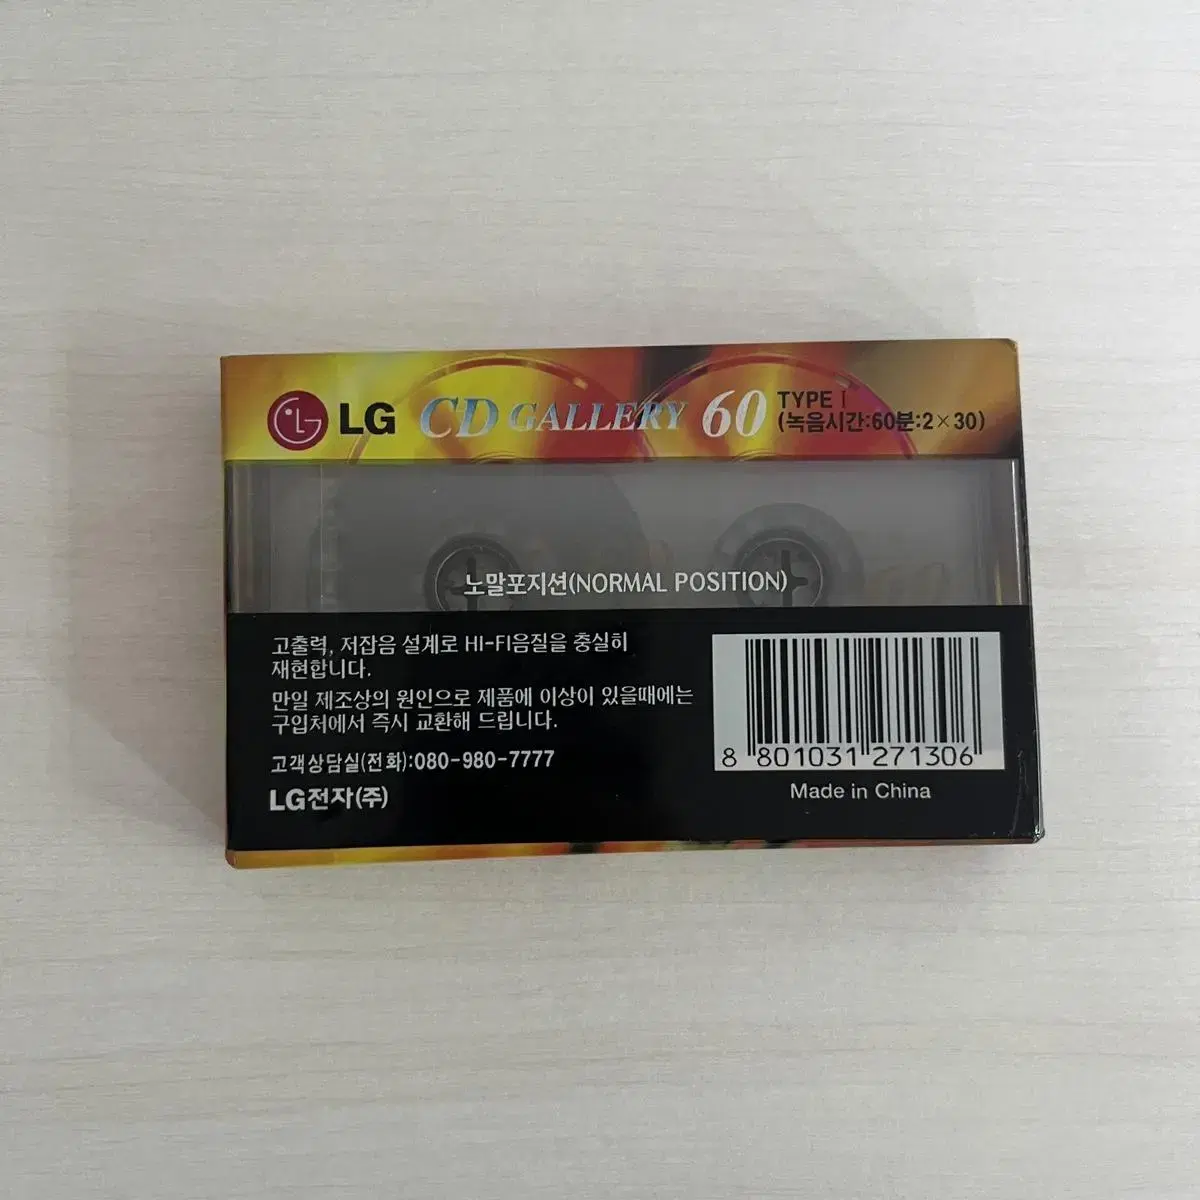 LG CD GALLERY 60 TYPE I
(녹음시간:60분:2×30)
노말포지션(NORMAL POSITION)
고출력, 저잡음 설계로 HI-FI음질을 충실히
재현합니다.
만일 제조상의 원인으로 제품에 이상이 있을때에는
구입처에서 즉시 교환해 드립니다.
고객상담실(전화):080-980-7777
LG전자(주)
8 801031 271306
Made in China